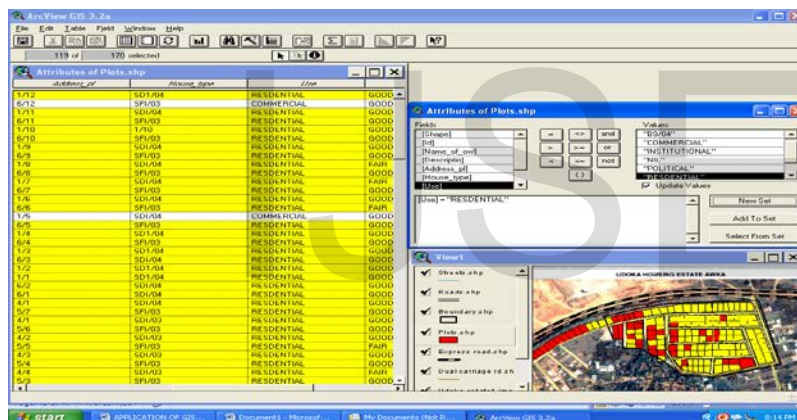 ArcView GIS 3.2a
File Edit Table Field Window Help
119 of 170 selected
Attributes of Plots.shp
Address_pl House_type Use
1/12 SD1/04 RESDENTIAL GOOD
6/12 SFI/03 COMMERCIAL GOOD
1/11 SDI/04 RESDENTIAL GOOD
6/11 SFI/03 RESDENTIAL GOOD
1/10 1/10 RESDENTIAL GOOD
6/10 SFI/03 RESDENTIAL GOOD
1/9 SDI/04 RESDENTIAL GOOD
6/9 SFI/03 RESDENTIAL GOOD
1/8 SDI/04 RESDENTIAL FAIR
6/8 SFI/03 RESDENTIAL GOOD
1/7 SDI/04 RESDENTIAL FAIR
6/7 SFI/03 RESDENTIAL GOOD
1/6 SDI/04 RESDENTIAL GOOD
6/6 SFI/03 RESDENTIAL FAIR
1/5 SDI/04 COMMERCIAL GOOD
6/5 SFI/03 RESDENTIAL GOOD
1/4 SDI/04 RESDENTIAL GOOD
6/4 SFI/03 RESDENTIAL GOOD
1/3 SD1/04 RESDENTIAL GOOD
6/3 SFI/03 RESDENTIAL GOOD
1/2 SD1/04 RESDENTIAL GOOD
1/1 SD1/04 RESDENTIAL GOOD
6/2 SFI/04 RESDENTIAL GOOD
6/1 SFI/04 RESDENTIAL GOOD
4/1 SDI/03 RESDENTIAL GOOD
5/7 SFI/03 RESDENTIAL GOOD
4/1 SDI/03 RESDENTIAL GOOD
5/6 SFI/03 RESDENTIAL GOOD
4/2 SDI/03 RESDENTIAL GOOD
5/5 SFI/03 RESDENTIAL FAIR
4/3 SDI/03 RESDENTIAL GOOD
5/4 SFI/03 RESDENTIAL GOOD
4/4 SDI/03 RESDENTIAL FAIR
5/3 SFI/03 RESDENTIAL GOOD
Attributes of Plots.shp
Fields Values
[Shape] = <> and "B3/04"
[Id] "COMMERCIAL"
[Name_of_ow] > >= or "INSTITUTIONAL"
[Descriptio] "NIL"
[Address_pl] < <= not "POLITICAL"
[House_type] ( ) "RESDENTIAL"
[Use] Update Values
[Use] = "RESDENTIAL"
New Set
Add To Set
Select From Set
View1
Streets.shp
UDOKA HOUSING ESTATE AWKA
Roads.shp
Boundary.shp
Plots.shp
Express road.shp
Dual carriage rd.sh
start APPLICATION OF GIS... Document1 - Microsof... My Documents (Not R... ArcView GIS 3.2a 8:14 PM